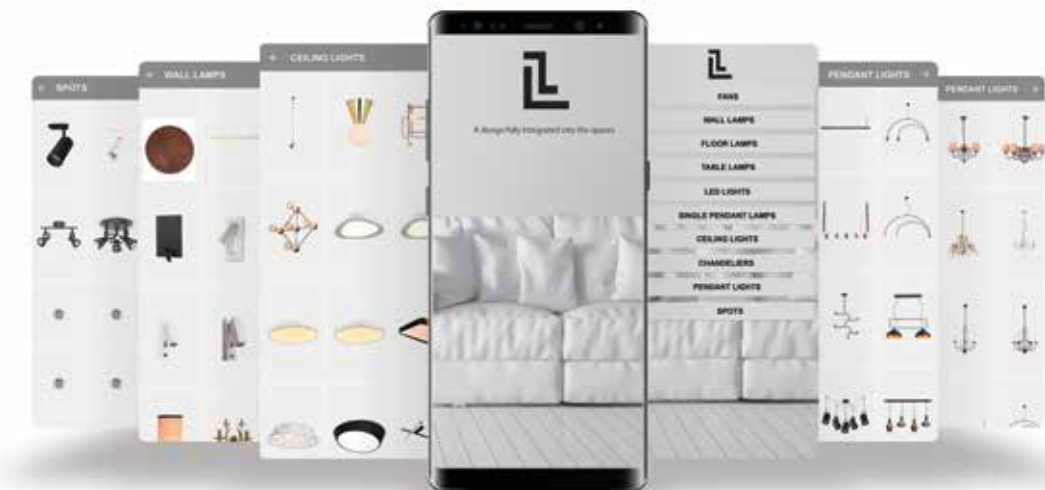 SPOTS
WALL LAMPS
CEILING LIGHTS
A design fully integrated into the spaces
FANS
WALL LAMPS
FLOOR LAMPS
TABLE LAMPS
LED LIGHTS
SINGLE PENDANT LAMPS
CEILING LIGHTS
CHANDELIERS
PENDANT LIGHTS
SPOTS
PENDANT LIGHTS
PENDANT LIGHTS